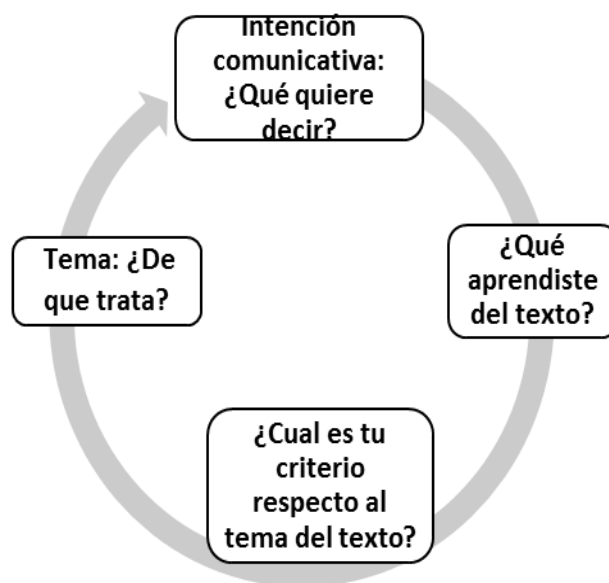 Intención
comunicativa:
¿Qué quiere
decir?
¿Qué
aprendiste
del texto?
¿Cual es tu
criterio
respecto al
tema del texto?
Tema: ¿De
que trata?